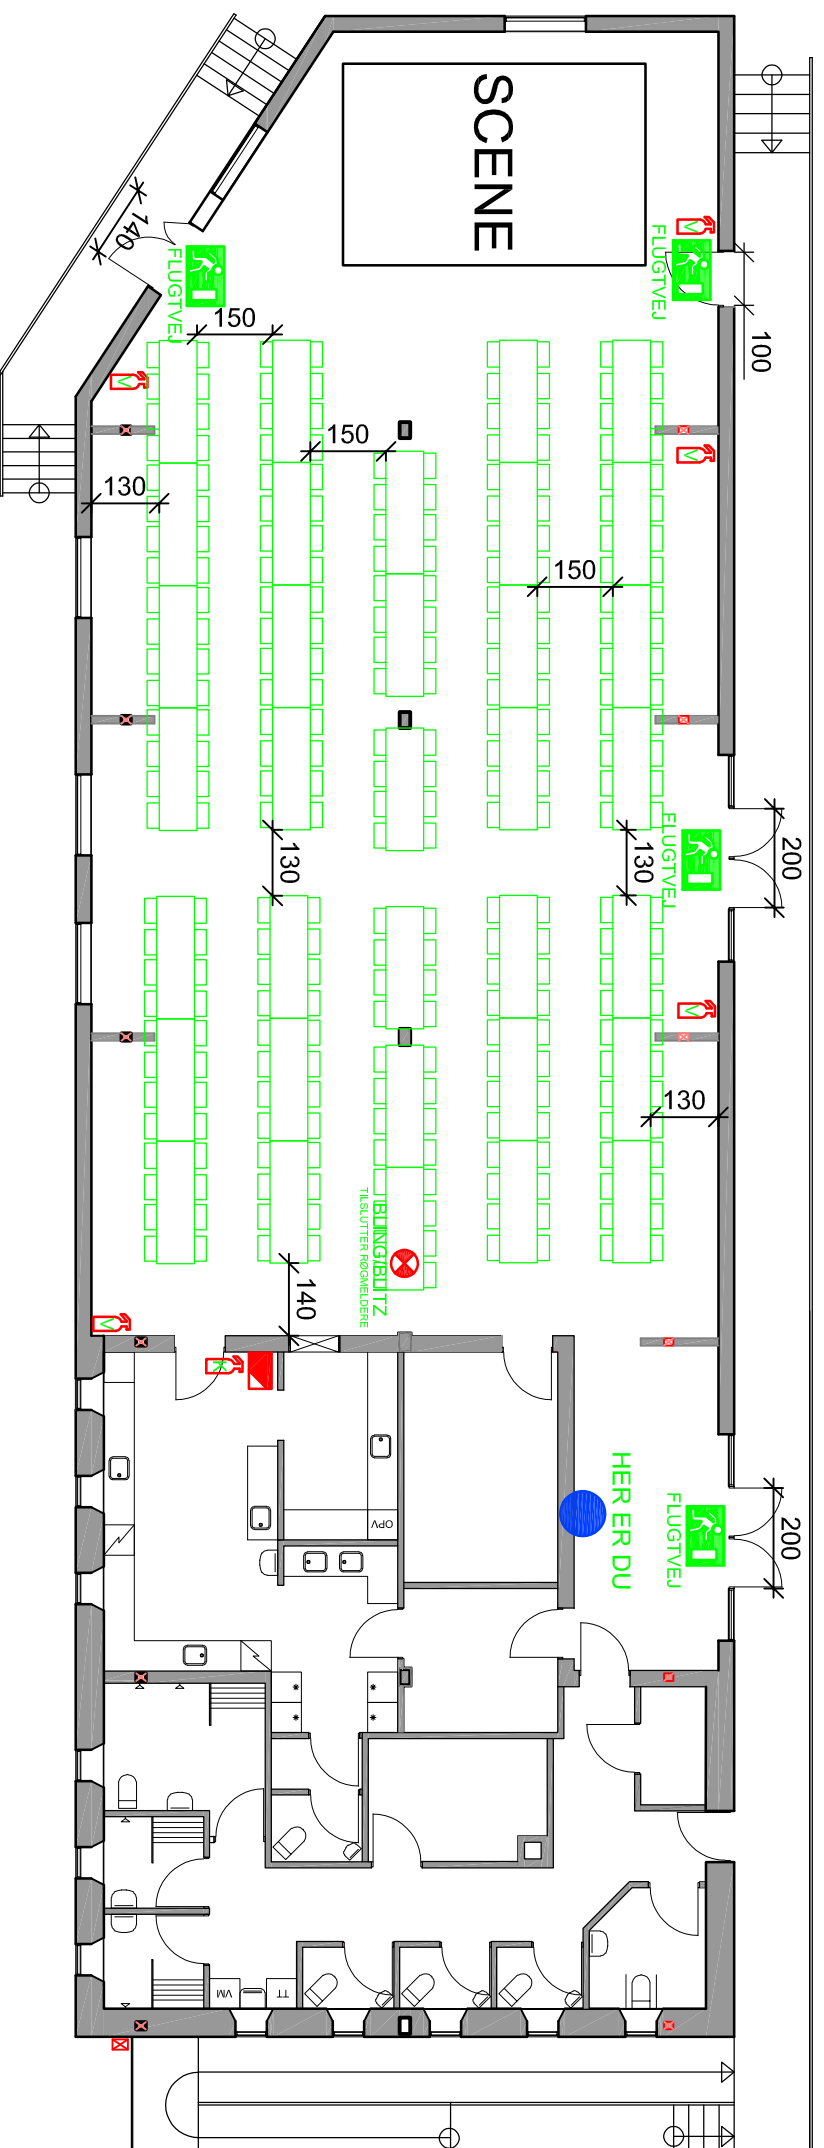 SCENE
140
FLUGTVEJ
FLUGTVEJ
V
100
150
V
150
V
130
150
FLUGTVEJ
200
130
130
V
130
BLING/BLITZ
TILSLUTTER RØGMELDERE
140
V
K
HER ER DU
FLUGTVEJ
200
OPV
*
*
*
*
VM
TT